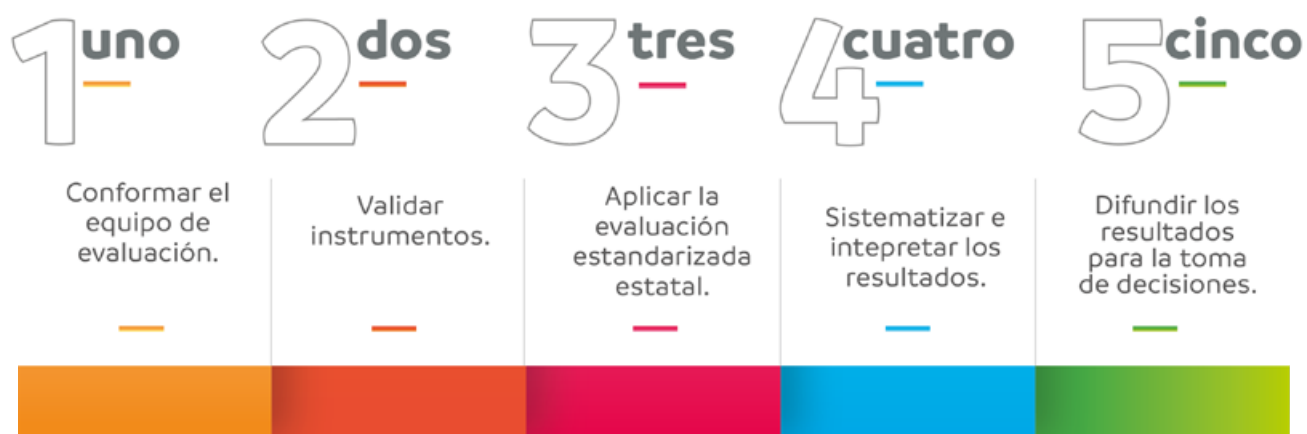 1 uno
2 dos
3 tres
4 cuatro
5 cinco
Conformar el
equipo de
evaluación.
Validar
instrumentos.
Aplicar la
evaluación
estandarizada
estatal.
Sistematizar e
intepretar los
resultados.
Difundir los
resultados
para la toma
de decisiones.